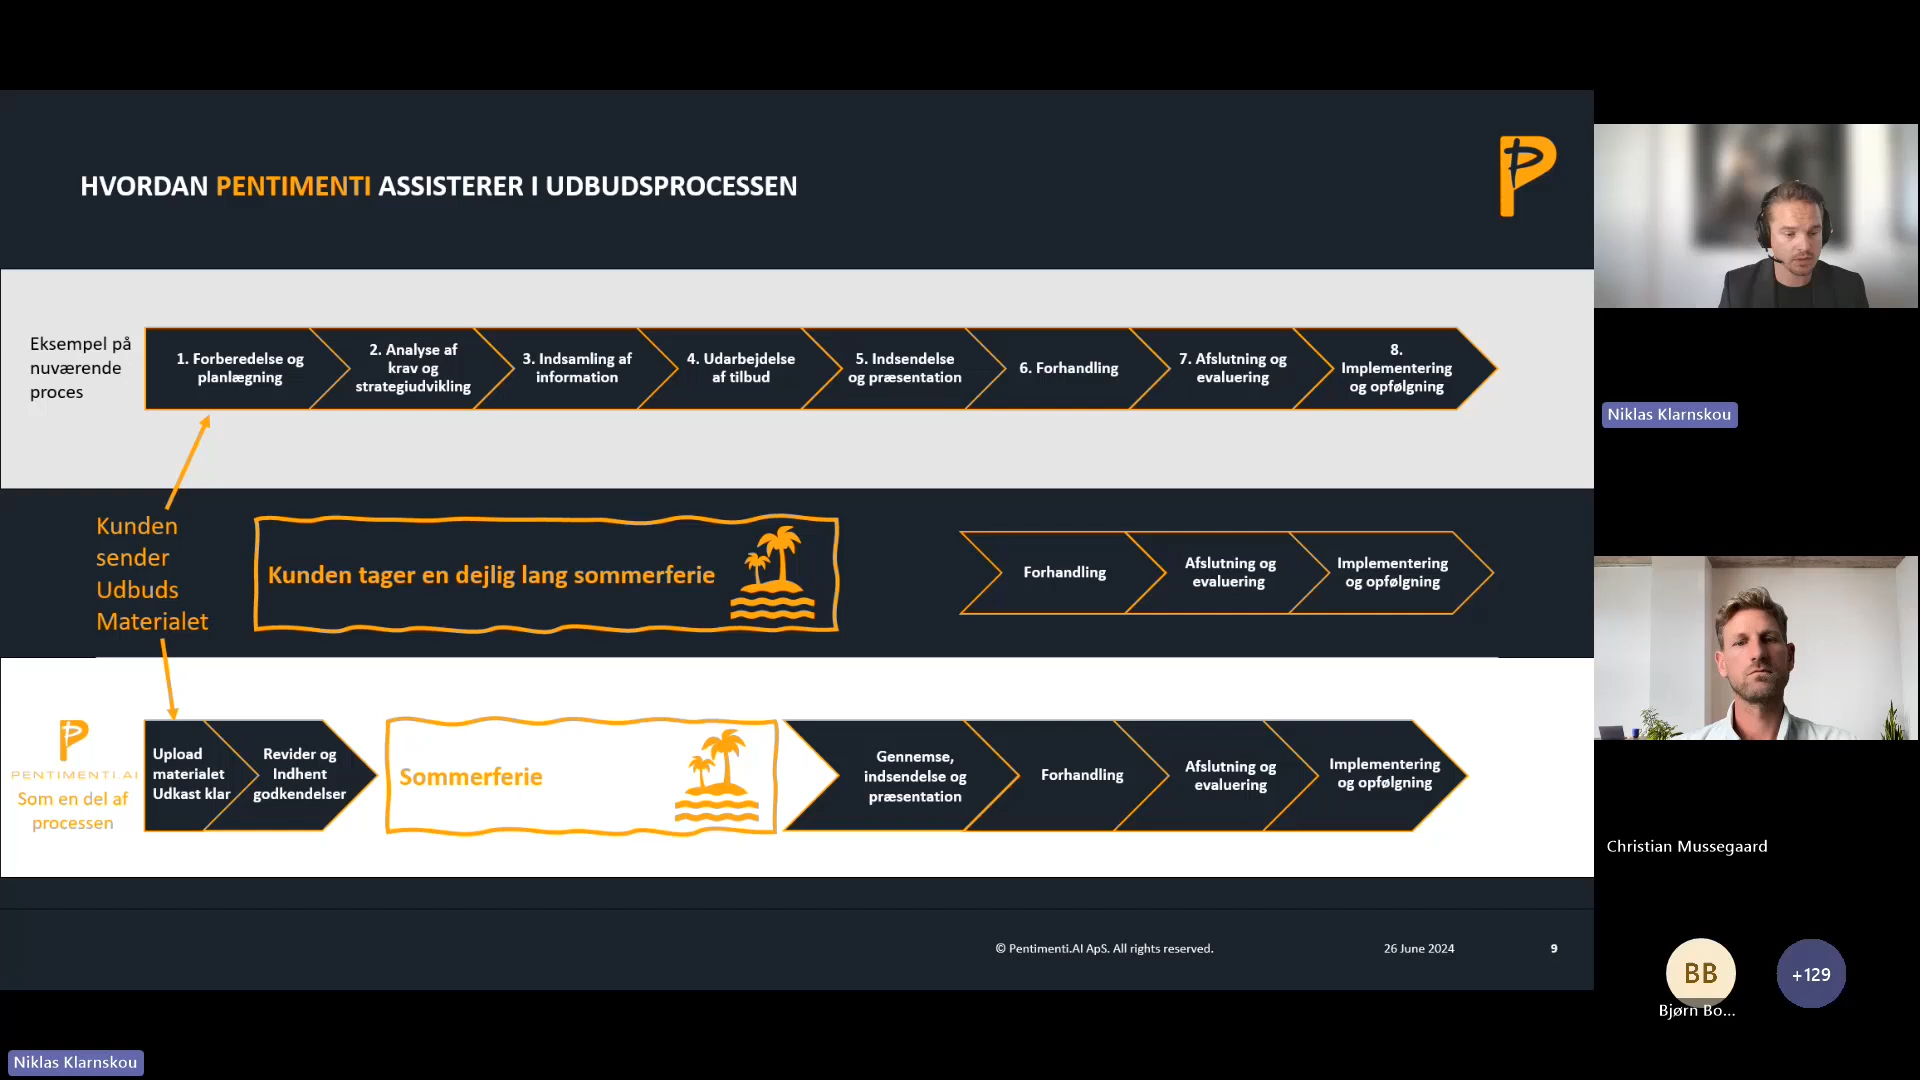 HVORDAN PENTIMENTI ASSISTERER I UDBUDSPROCESSEN
Eksempel på
nuværende
proces
1. Forberedelse og
planlægning
2. Analyse af
krav og
strategiudvikling
3. Indsamling af
information
4. Udarbejdelse
af tilbud
5. Indsendelse
og præsentation
6. Forhandling
7. Afslutning og
evaluering
8.
Implementering
og opfølgning
Kunden
sender
Udbuds
Materialet
Kunden tager en dejlig lang sommerferie
Forhandling
Afslutning og
evaluering
Implementering
og opfølgning
PENTIMENTI.AI
Som en del af
processen
Upload
materialet
Udkast klar
Revider og
Indhent
godkendelser
Sommerferie
Gennemse,
indsendelse og
præsentation
Forhandling
Afslutning og
evaluering
Implementering
og opfølgning
© Pentimenti.AI ApS. All rights reserved.
26 June 2024
9
Niklas Klarnskou
Christian Mussegaard
BB
Bjørn Bo...
+129
Niklas Klarnskou